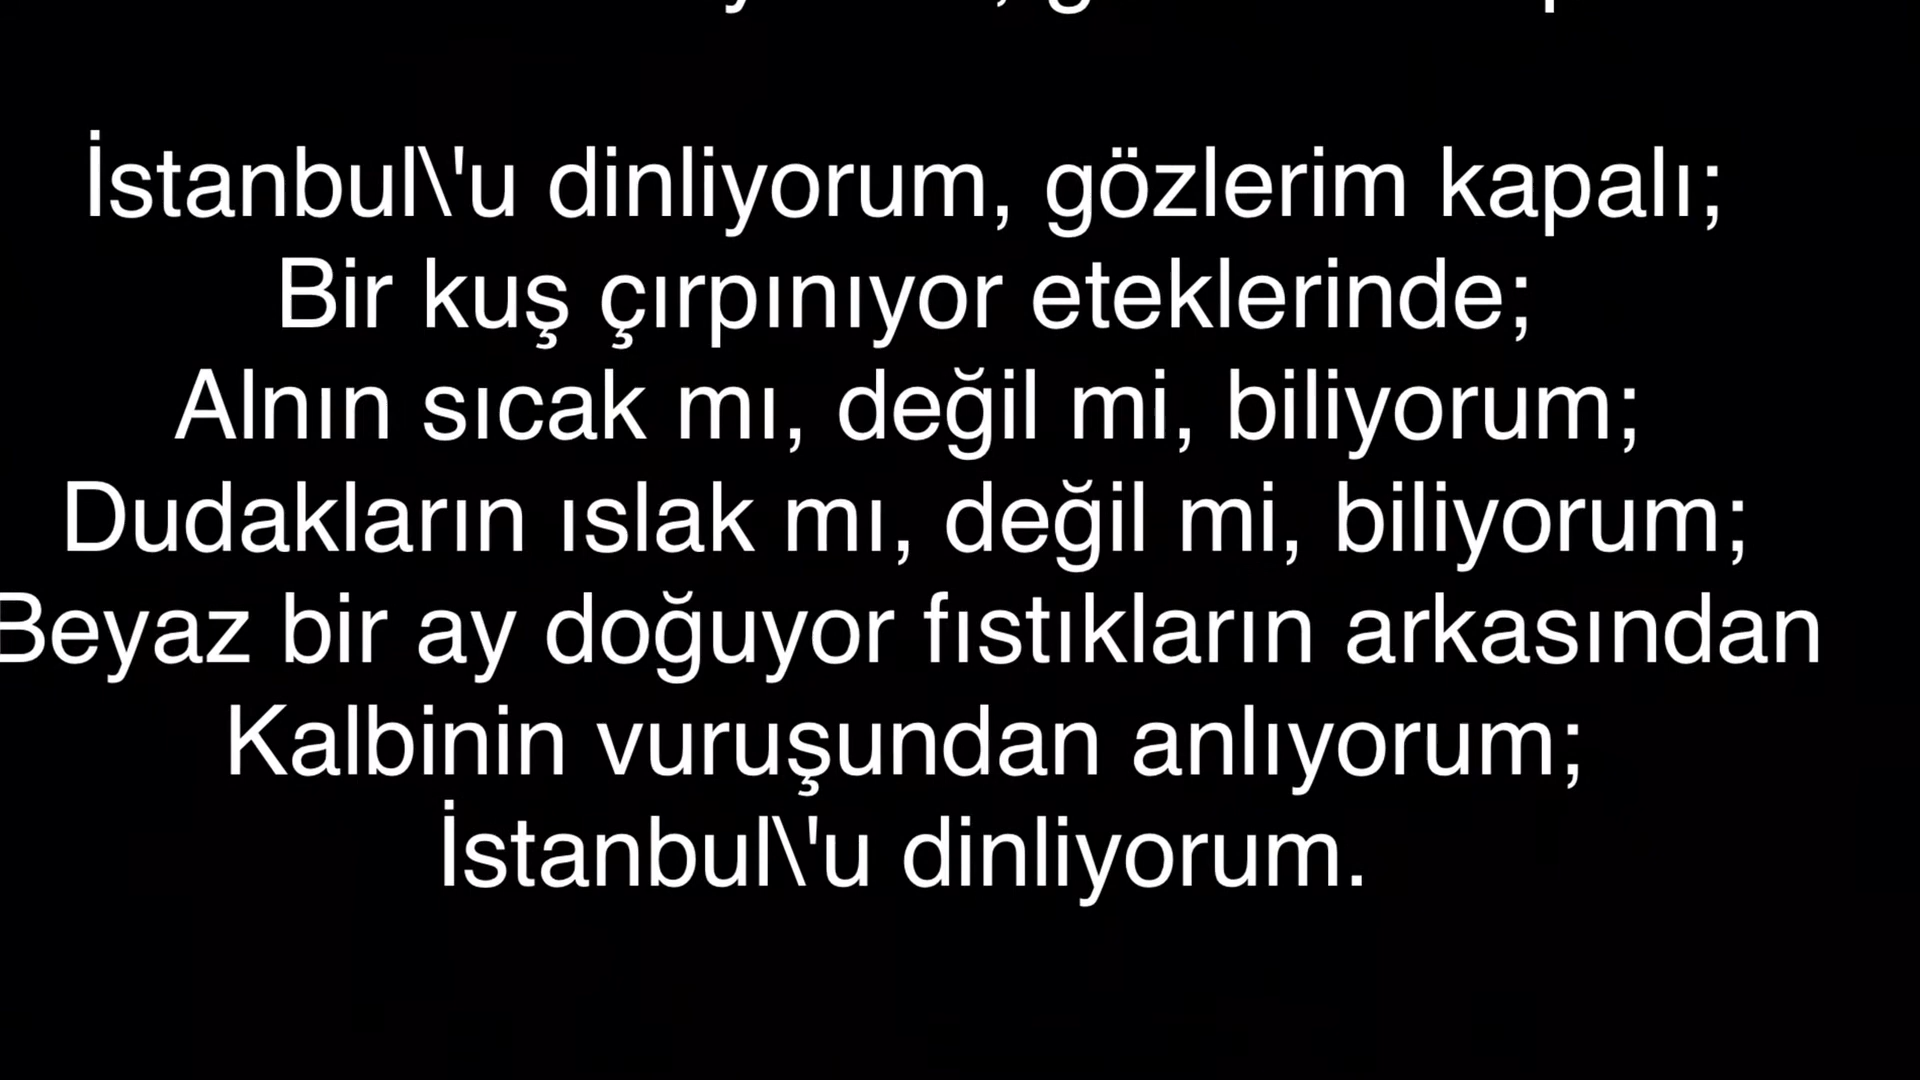 İstanbul\'u dinliyorum, gözlerim kapalı;
Bir kuş çırpınıyor eteklerinde;
Alnın sıcak mı, değil mi, biliyorum;
Dudakların ıslak mı, değil mi, biliyorum;
Beyaz bir ay doğuyor fıstıkların arkasından
Kalbinin vuruşundan anlıyorum;
İstanbul\'u dinliyorum.